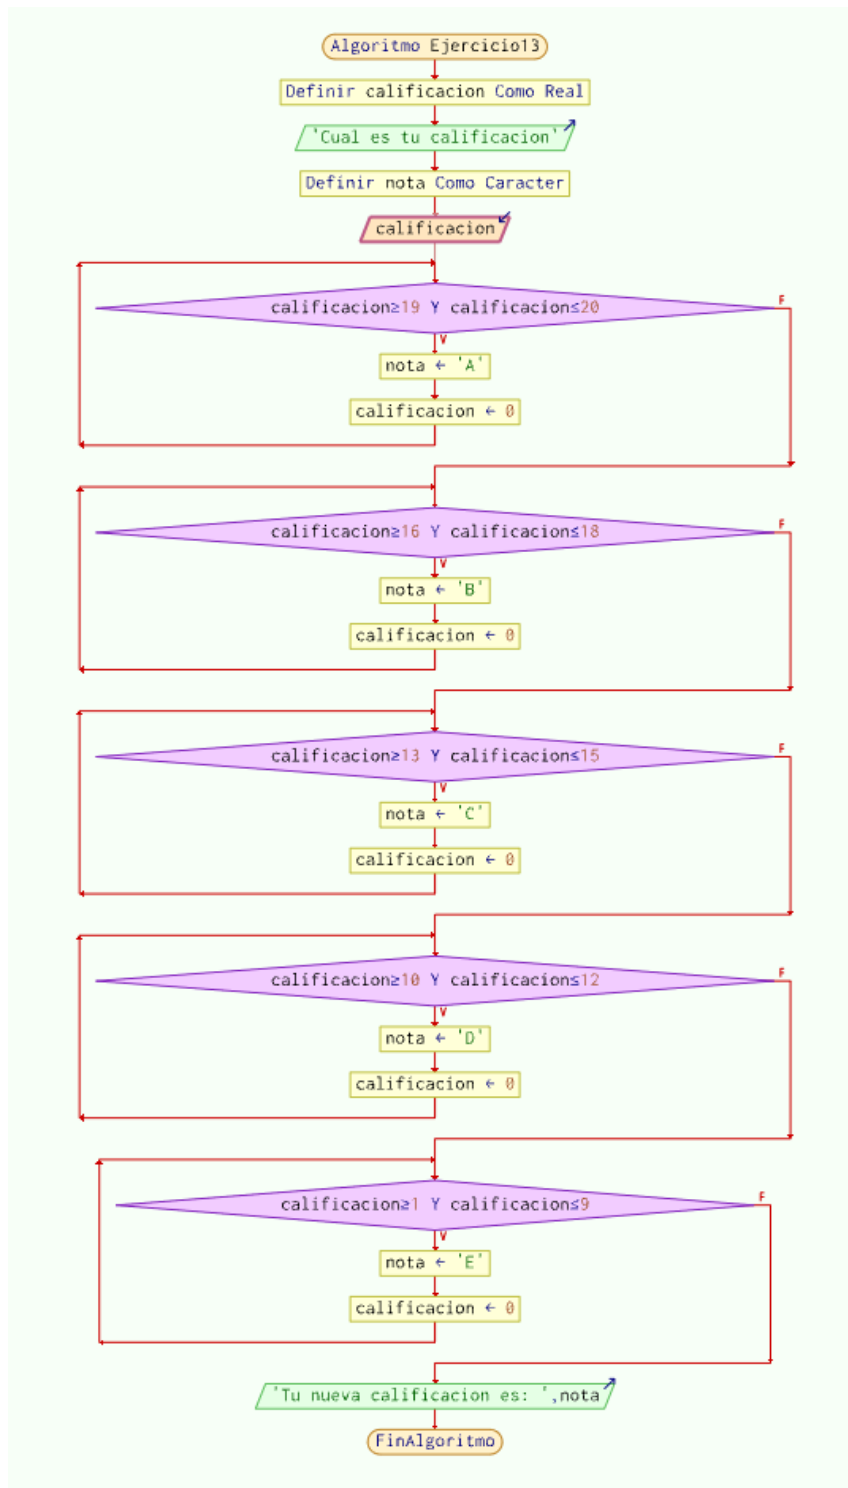 Algoritmo Ejercicio13
Definir calificacion Como Real
'Cual es tu calificacion'
Definir nota Como Caracter
calificacion
calificacion≥19 Y calificacion≤20
F
V
nota ← 'A'
calificacion ← 0
calificacion≥16 Y calificacion≤18
F
V
nota ← 'B'
calificacion ← 0
calificacion≥13 Y calificacion≤15
F
V
nota ← 'C'
calificacion ← 0
calificacion≥10 Y calificacion≤12
F
V
nota ← 'D'
calificacion ← 0
calificacion≥1 Y calificacion≤9
F
V
nota ← 'E'
calificacion ← 0
'Tu nueva calificacion es: ',nota
FinAlgoritmo